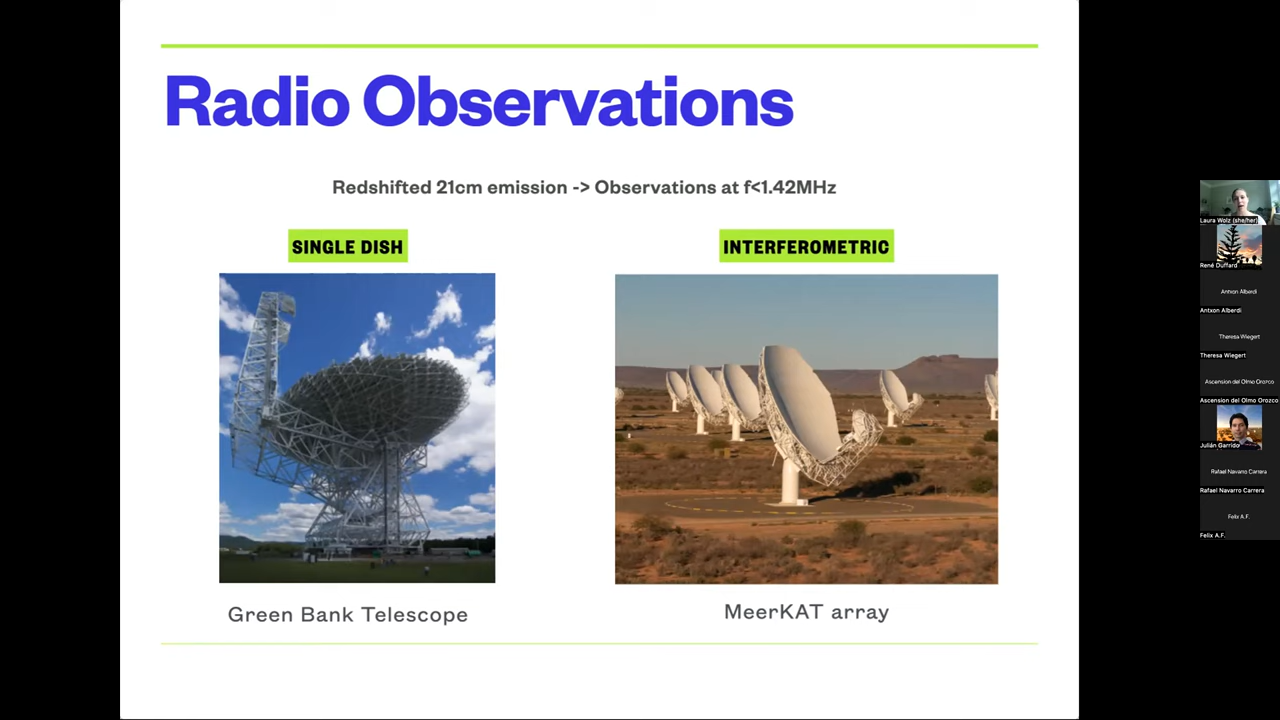 Radio Observations
Redshifted 21cm emission -> Observations at f<1.42MHz
SINGLE DISH
INTERFEROMETRIC
Green Bank Telescope
MeerKAT array
Laura Wolz (she/her)
René Duffard
Antxon Alberdi
Antxon Alberdi
Theresa Wiegert
Theresa Wiegert
Ascension del Olmo Orozco
Ascension del Olmo Orozco
Julián Garrido
Rafael Navarro Carrera
Rafael Navarro Carrera
Felix A.F.
Felix A.F.